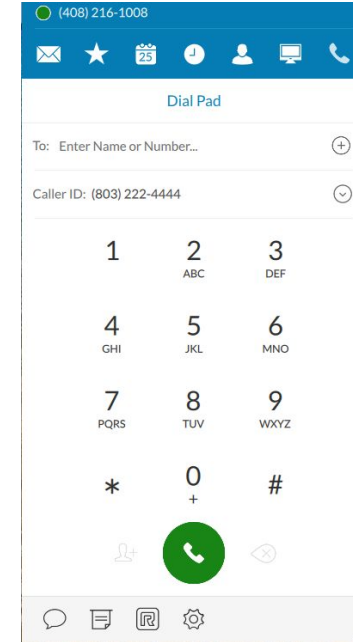 (408) 216-1008
25
Dial Pad
To: Enter Name or Number...
Caller ID: (803) 222-4444
1 2 3
ABC DEF
4 5 6
GHI JKL MNO
7 8 9
PQRS TUV WXYZ
* 0 #
+
R